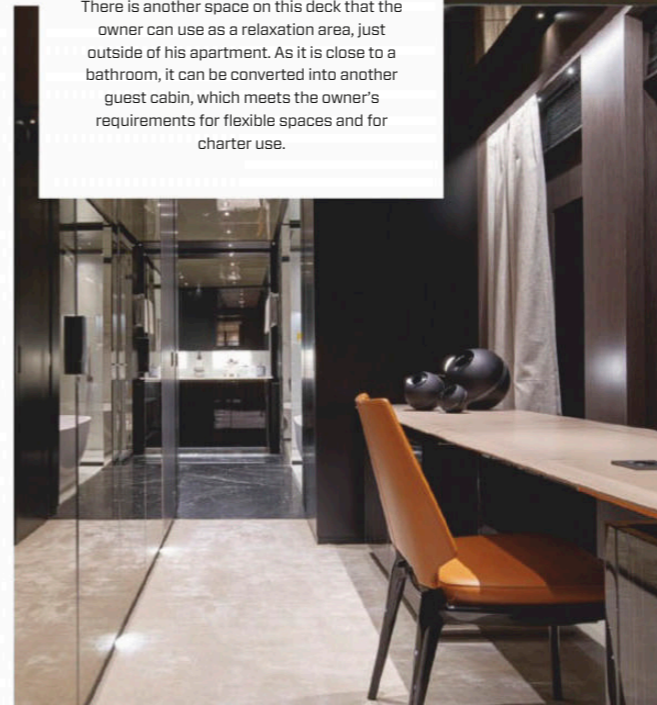 There is another space on this deck that the
owner can use as a relaxation area, just
outside of his apartment. As it is close to a
bathroom, it can be converted into another
guest cabin, which meets the owner's
requirements for flexible spaces and for
charter use.